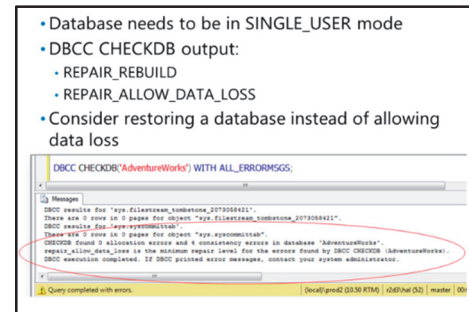 • Database needs to be in SINGLE_USER mode
• DBCC CHECKDB output:
• REPAIR_REBUILD
• REPAIR_ALLOW_DATA_LOSS
• Consider restoring a database instead of allowing
data loss
DBCC CHECKDB('AdventureWorks') WITH ALL_ERRORMSGS;
Messages
DBCC results for 'sys.filestream_tombstone_2073058421'.
There are 0 rows in 0 pages for object "sys.filestream_tombstone_2073058421".
DBCC results for 'sys.syscommittab'.
There are 0 rows in 0 pages for object "sys.syscommittab".
CHECKDB found 0 allocation errors and 4 consistency errors in database 'AdventureWorks'.
repair_allow_data_loss is the minimum repair level for the errors found by DBCC CHECKDB (AdventureWorks).
DBCC execution completed. If DBCC printed error messages, contact your system administrator.
Query completed with errors. (local)\prod2 (10.50 RTM) (52) master